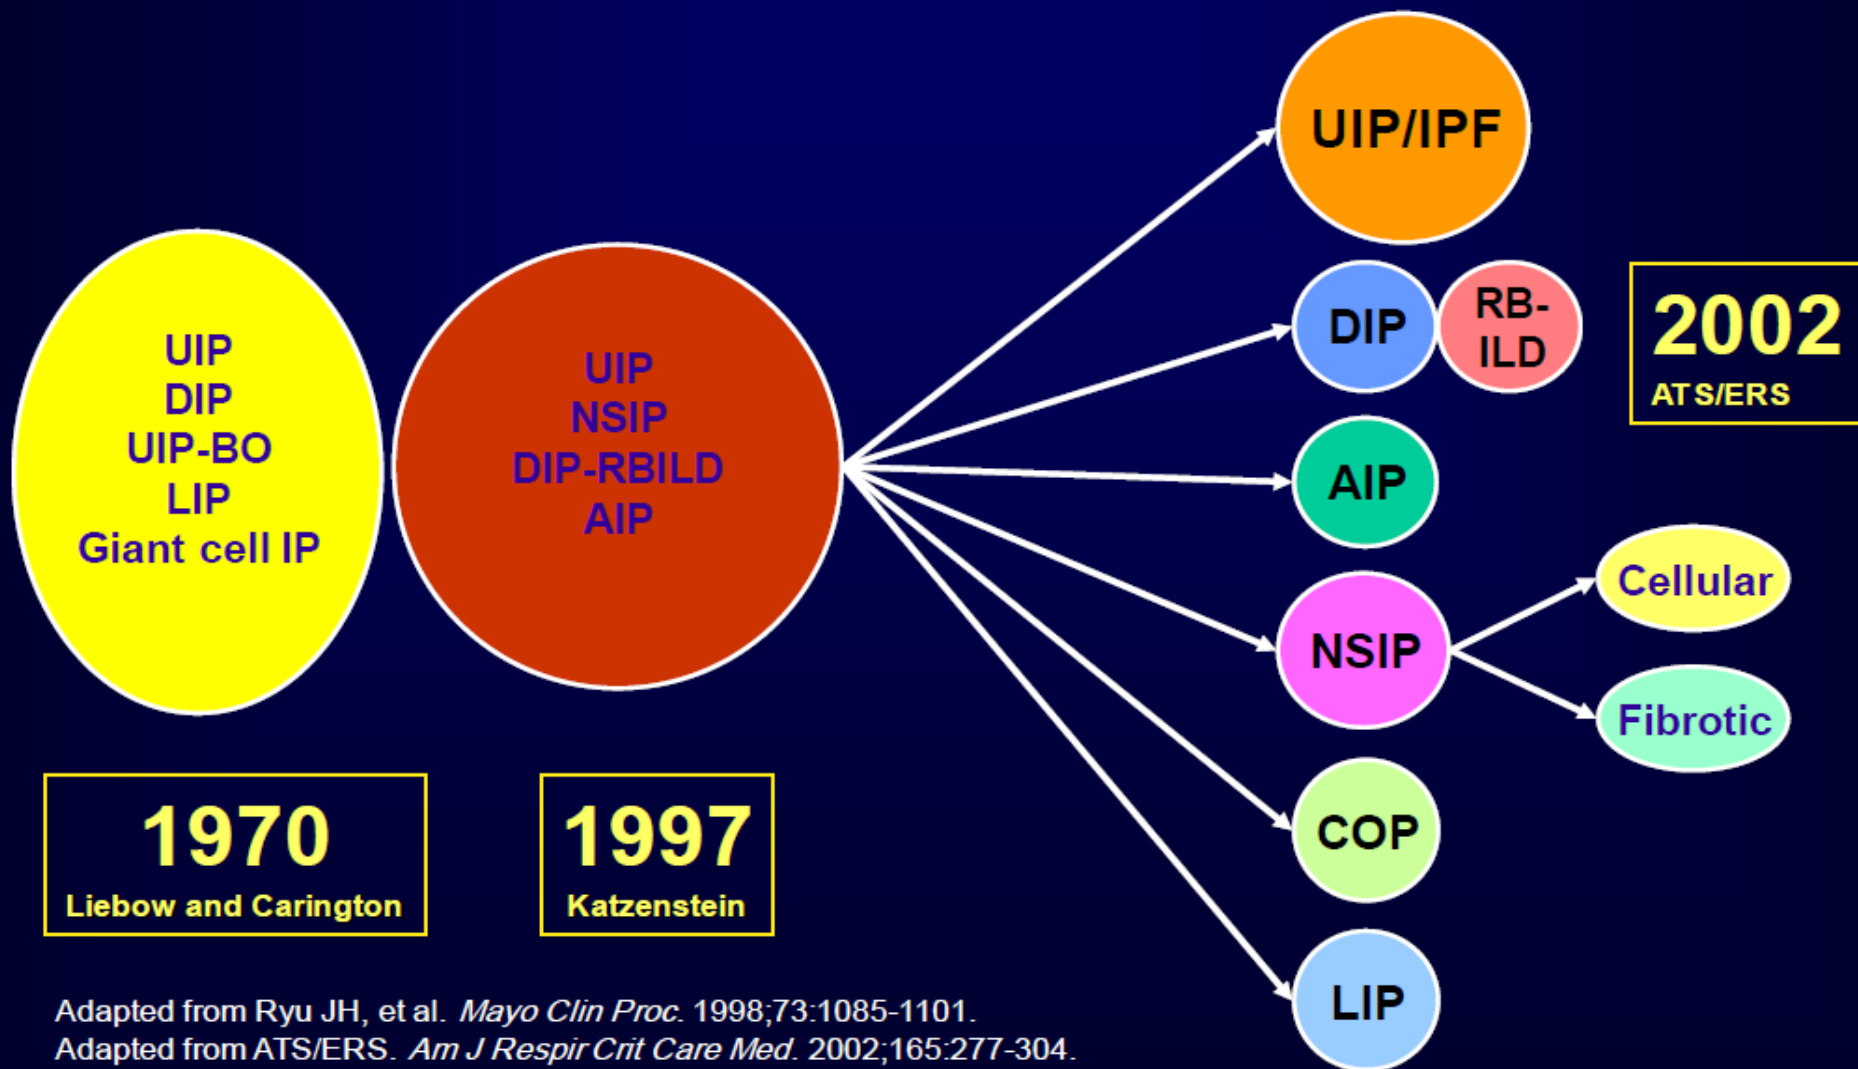 UIP
DIP
UIP-BO
LIP
Giant cell IP
1970
Liebow and Carington
UIP
NSIP
DIP-RBILD
AIP
1997
Katzenstein
UIP/IPF
DIP
RB-
ILD
AIP
NSIP
Cellular
Fibrotic
COP
LIP
2002
ATS/ERS
Adapted from Ryu JH, et al. Mayo Clin Proc. 1998;73:1085-1101.
Adapted from ATS/ERS. Am J Respir Crit Care Med. 2002;165:277-304.